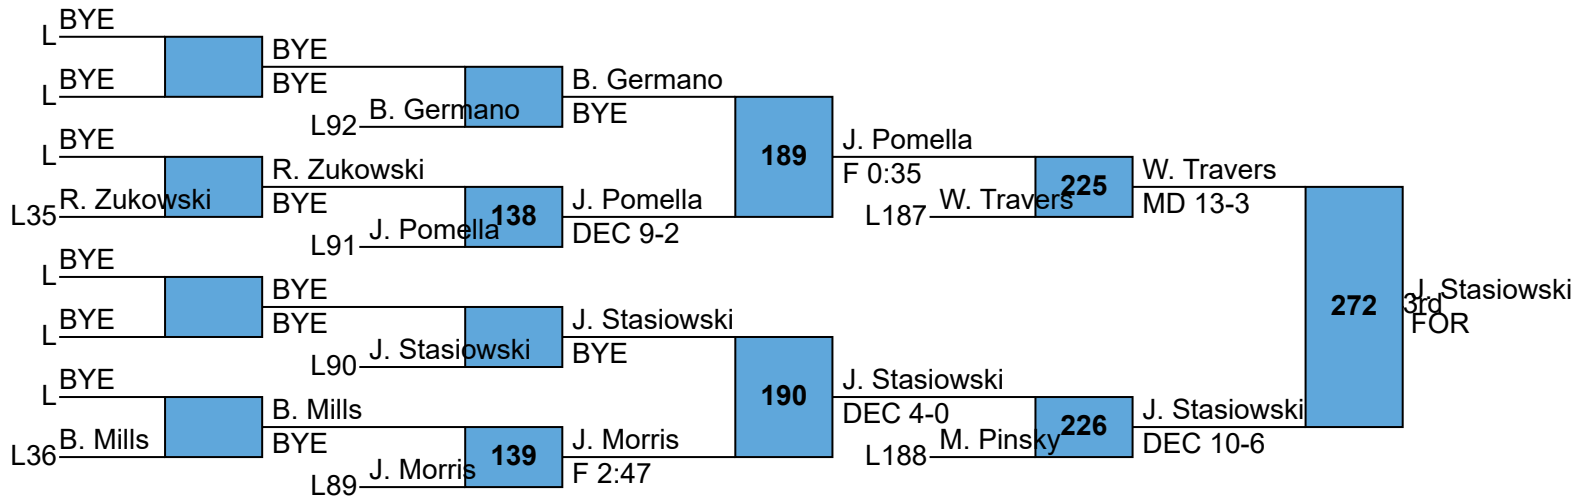 BYE
L
BYE
BYE
L
BYE
B. Germano
L92
B. Germano
BYE
BYE
L
R. Zukowski
L35
R. Zukowski
BYE
J. Pomella
L91
138
J. Pomella
DEC 9-2
189
J. Pomella
F 0:35
W. Travers
L187
225
W. Travers
MD 13-3
BYE
L
BYE
BYE
L
BYE
J. Stasiowski
L90
J. Stasiowski
BYE
BYE
L
B. Mills
L36
B. Mills
BYE
J. Morris
L89
139
J. Morris
F 2:47
190
J. Stasiowski
DEC 4-0
M. Pinsky
L188
226
J. Stasiowski
DEC 10-6
272
3rd
J. Stasiowski
FOR